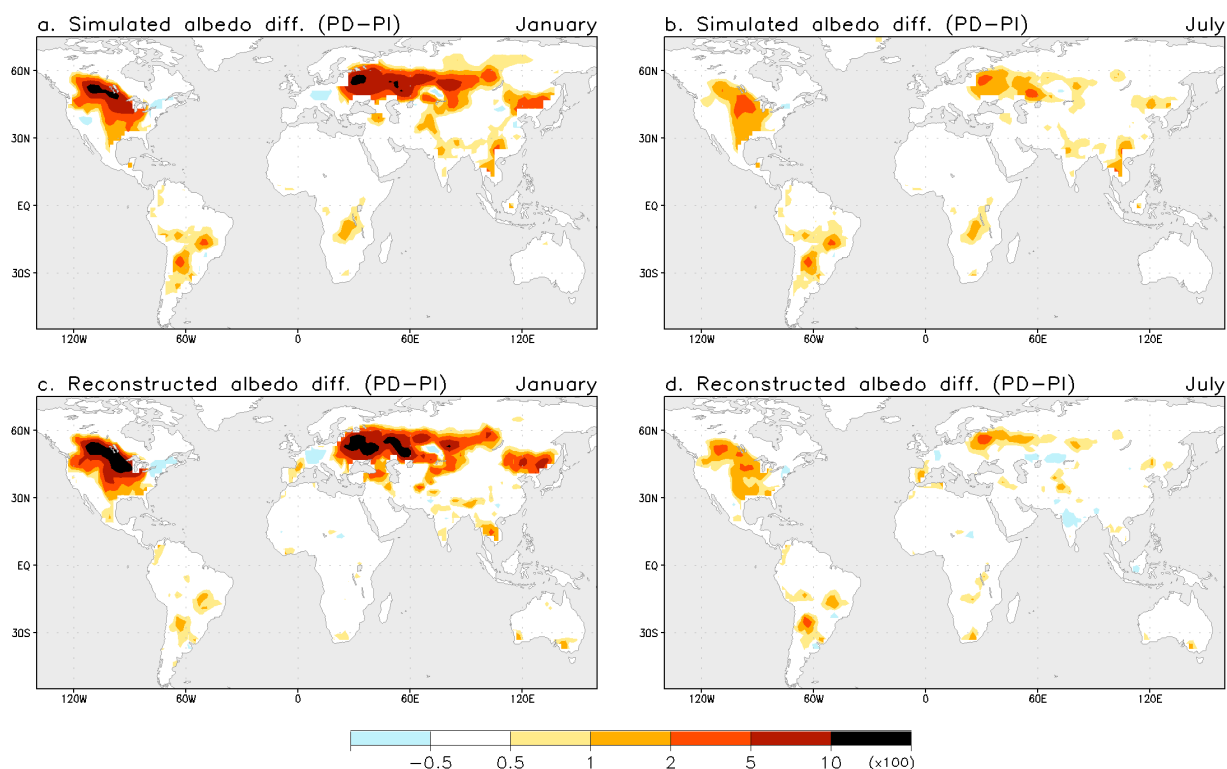 a. Simulated albedo diff. (PD-PI) January
60N
30N
EQ
30S
120W 60W 0 60E 120E
b. Simulated albedo diff. (PD-PI) July
60N
30N
EQ
30S
120W 60W 0 60E 120E
c. Reconstructed albedo diff. (PD-PI) January
60N
30N
EQ
30S
120W 60W 0 60E 120E
d. Reconstructed albedo diff. (PD-PI) July
60N
30N
EQ
30S
120W 60W 0 60E 120E
-0.5 0.5 1 2 5 10 (x100)